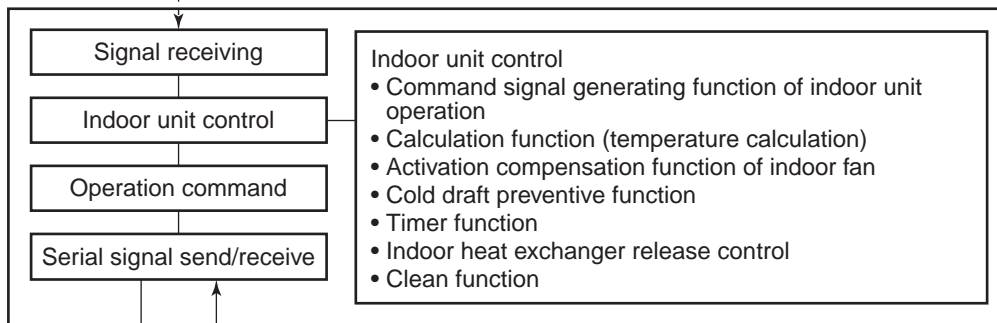 Signal receiving
Indoor unit control
Operation command
Serial signal send/receive
Indoor unit control
• Command signal generating function of indoor unit
operation
• Calculation function (temperature calculation)
• Activation compensation function of indoor fan
• Cold draft preventive function
• Timer function
• Indoor heat exchanger release control
• Clean function